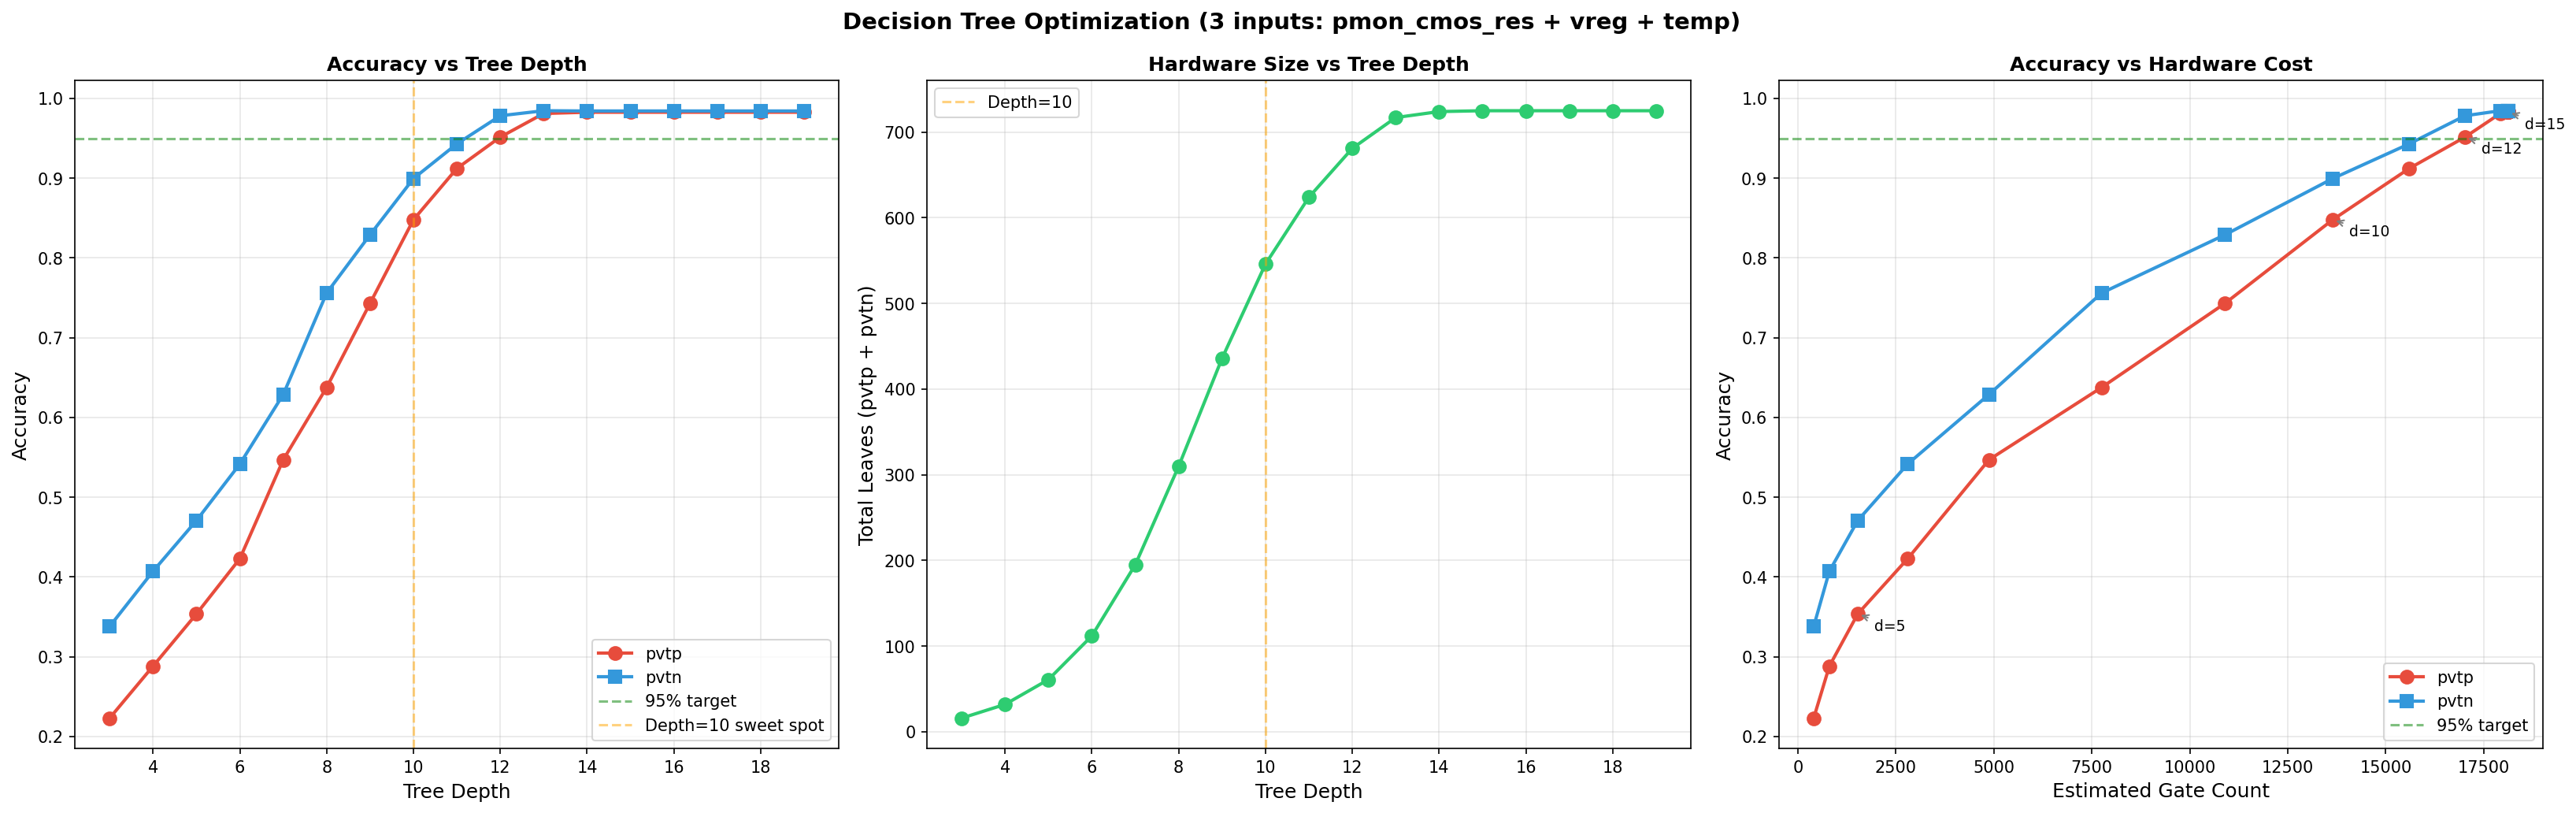 Decision Tree Optimization (3 inputs: pmon_cmos_res + vreg + temp)
Accuracy vs Tree Depth
1.0
0.9
0.8
0.7
0.6
0.5
0.4
0.3
0.2
Accuracy
4 6 8 10 12 14 16 18
Tree Depth
pvtp
pvtn
95% target
Depth=10 sweet spot
Hardware Size vs Tree Depth
Depth=10
700
600
500
400
300
200
100
0
Total Leaves (pvtp + pvtn)
4 6 8 10 12 14 16 18
Tree Depth
Accuracy vs Hardware Cost
1.0
0.9
0.8
0.7
0.6
0.5
0.4
0.3
0.2
Accuracy
d=15
d=12
d=10
d=5
pvtp
pvtn
95% target
0 2500 5000 7500 10000 12500 15000 17500
Estimated Gate Count